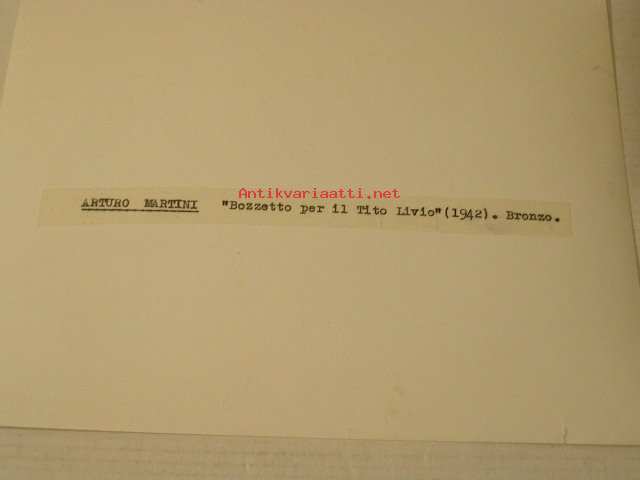 Antikvariaatti.net
ARTURO MARTINI "Bozzetto per il Tito Livio"(1942). Bronzo.